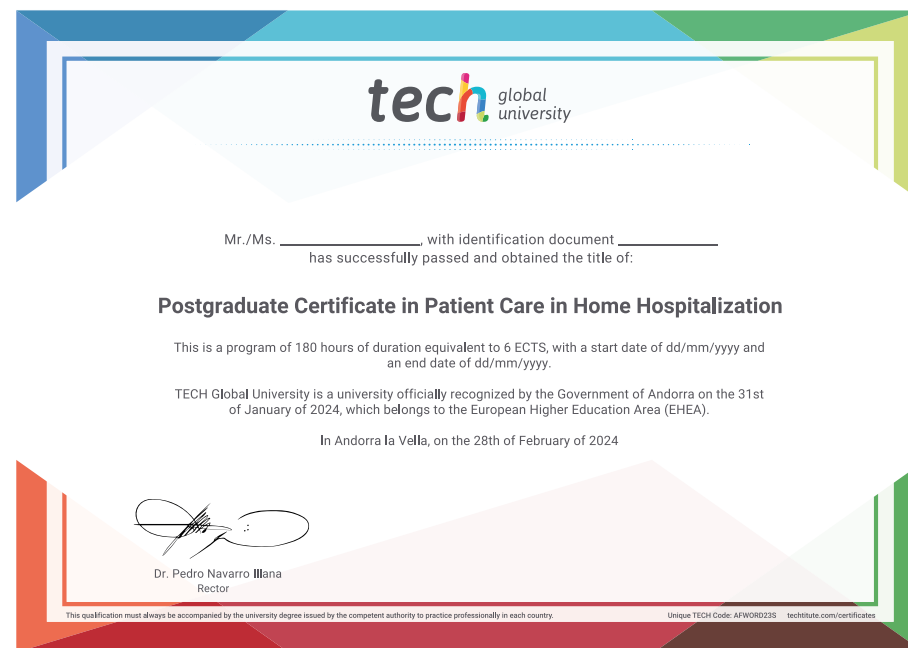 tech global university
Mr./Ms. ____________, with identification document ____________
has successfully passed and obtained the title of:
Postgraduate Certificate in Patient Care in Home Hospitalization
This is a program of 180 hours of duration equivalent to 6 ECTS, with a start date of dd/mm/yyyy and
an end date of dd/mm/yyyy.
TECH Global University is a university officially recognized by the Government of Andorra on the 31st
of January of 2024, which belongs to the European Higher Education Area (EHEA).
In Andorra la Vella, on the 28th of February of 2024
Dr. Pedro Navarro Illana
Rector
This qualification must always be accompanied by the university degree issued by the competent authority to practice professionally in each country.
Unique TECH Code: AFWORD23S techtitute.com/certificates